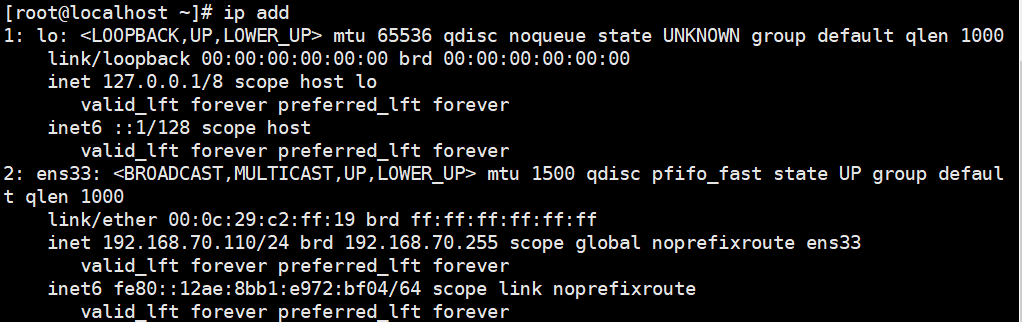 [root@localhost ~]# ip add
1: lo: <LOOPBACK,UP,LOWER_UP> mtu 65536 qdisc noqueue state UNKNOWN group default qlen 1000
    link/loopback 00:00:00:00:00:00 brd 00:00:00:00:00:00
    inet 127.0.0.1/8 scope host lo
       valid_lft forever preferred_lft forever
    inet6 ::1/128 scope host
       valid_lft forever preferred_lft forever
2: ens33: <BROADCAST,MULTICAST,UP,LOWER_UP> mtu 1500 qdisc pfifo_fast state UP group defaul
t qlen 1000
    link/ether 00:0c:29:c2:ff:19 brd ff:ff:ff:ff:ff:ff
    inet 192.168.70.110/24 brd 192.168.70.255 scope global noprefixroute ens33
       valid_lft forever preferred_lft forever
    inet6 fe80::12ae:8bb1:e972:bf04/64 scope link noprefixroute
       valid_lft forever preferred_lft forever